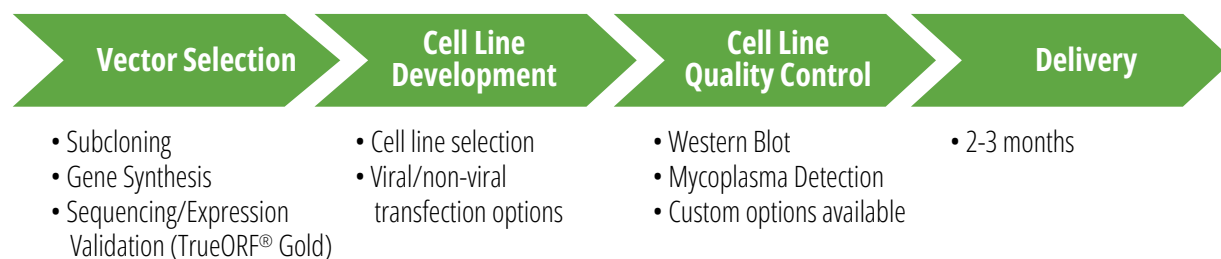 Vector Selection
• Subcloning
• Gene Synthesis
• Sequencing/Expression
Validation (TrueORF® Gold)
Cell Line
Development
• Cell line selection
• Viral/non-viral
transfection options
Cell Line
Quality Control
• Western Blot
• Mycoplasma Detection
• Custom options available
Delivery
• 2-3 months